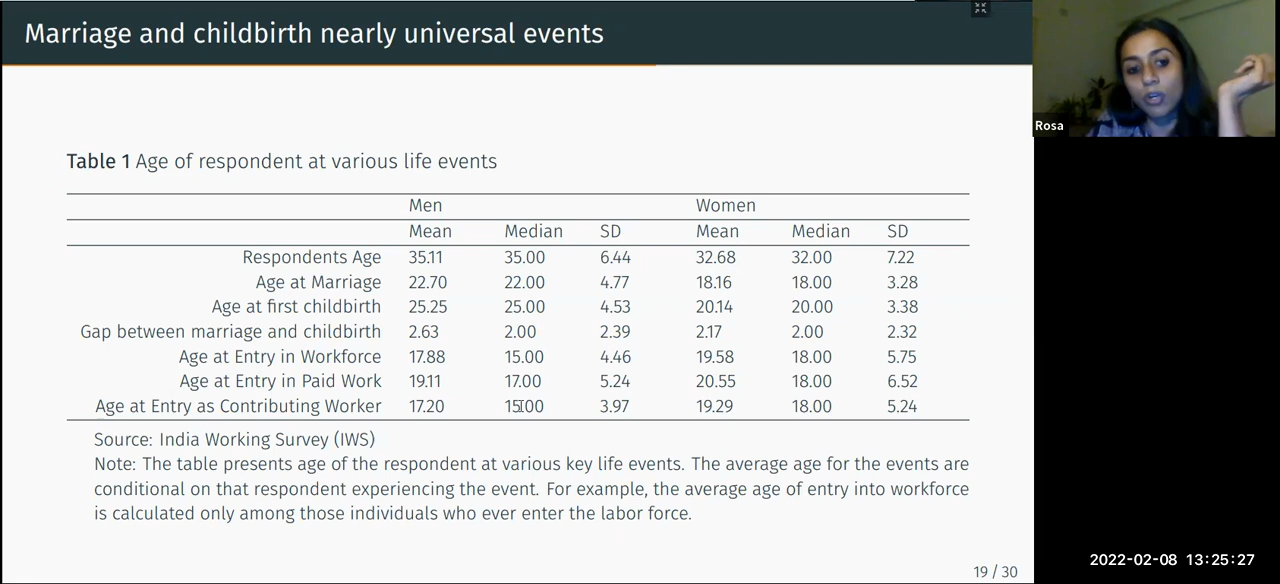 Marriage and childbirth nearly universal events
Rosa
Table 1 Age of respondent at various life events
Men Women
Mean Median SD Mean Median SD
Respondents Age 35.11 35.00 6.44 32.68 32.00 7.22
Age at Marriage 22.70 22.00 4.77 18.16 18.00 3.28
Age at first childbirth 25.25 25.00 4.53 20.14 20.00 3.38
Gap between marriage and childbirth 2.63 2.00 2.39 2.17 2.00 2.32
Age at Entry in Workforce 17.88 15.00 4.46 19.58 18.00 5.75
Age at Entry in Paid Work 19.11 17.00 5.24 20.55 18.00 6.52
Age at Entry as Contributing Worker 17.20 15.00 3.97 19.29 18.00 5.24
Source: India Working Survey (IWS)
Note: The table presents age of the respondent at various key life events. The average age for the events are
conditional on that respondent experiencing the event. For example, the average age of entry into workforce
is calculated only among those individuals who ever enter the labor force.
19 / 30
2022-02-08 13:25:27